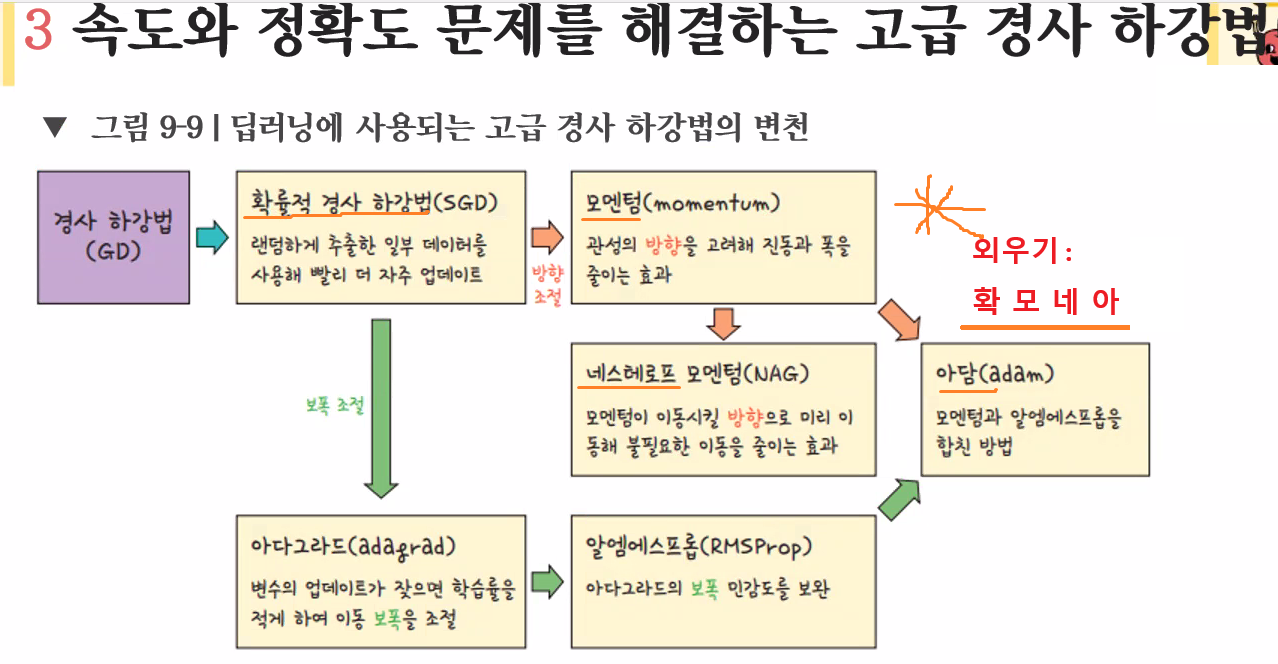 3 속도와 정확도 문제를 해결하는 고급 경사 하강법
▼ 그림 9-9 | 딥러닝에 사용되는 고급 경사 하강법의 변천
경사 하강법
(GD)
확률적 경사 하강법(SGD)
랜덤하게 추출한 일부 데이터를
사용해 빨리 더 자주 업데이트
방향
조절
모멘텀(momentum)
관성의 방향을 고려해 진동과 폭을
줄이는 효과
외우기:
확 모 네 아
네스테로프 모멘텀(NAG)
모멘텀이 이동시킬 방향으로 미리 이
동해 불필요한 이동을 줄이는 효과
아담(adam)
모멘텀과 알엠에스프롭을
합친 방법
보폭 조절
아다그라드(adagrad)
변수의 업데이트가 잦으면 학습률을
적게 하여 이동 보폭을 조절
알엠에스프롭(RMSProp)
아다그라드의 보폭 민감도를 보완